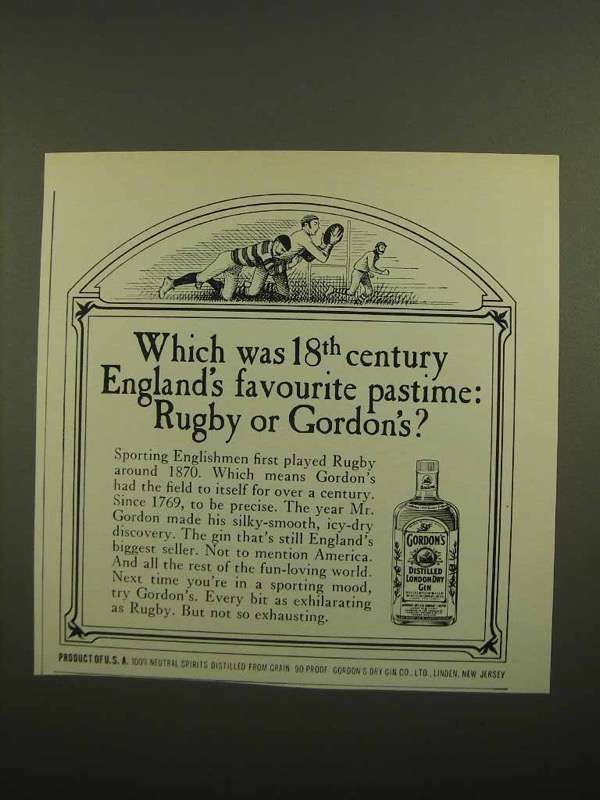 Which was 18th century
England's favourite pastime:
Rugby or Gordon's?
Sporting Englishmen first played Rugby
around 1870. Which means Gordon's
had the field to itself for over a century.
Since 1769, to be precise. The year Mr.
Gordon made his silky-smooth, icy-dry
discovery. The gin that's still England's
biggest seller. Not to mention America.
And all the rest of the fun-loving world.
Next time you're in a sporting mood,
try Gordon's. Every bit as exhilarating
as Rugby. But not so exhausting.
GORDON'S
DISTILLED
LONDON DRY
GIN
PRODUCT OF U.S.A. 100% NEUTRAL SPIRITS DISTILLED FROM GRAIN. 90 PROOF. GORDON'S DRY GIN CO., LTD., LINDEN, NEW JERSEY